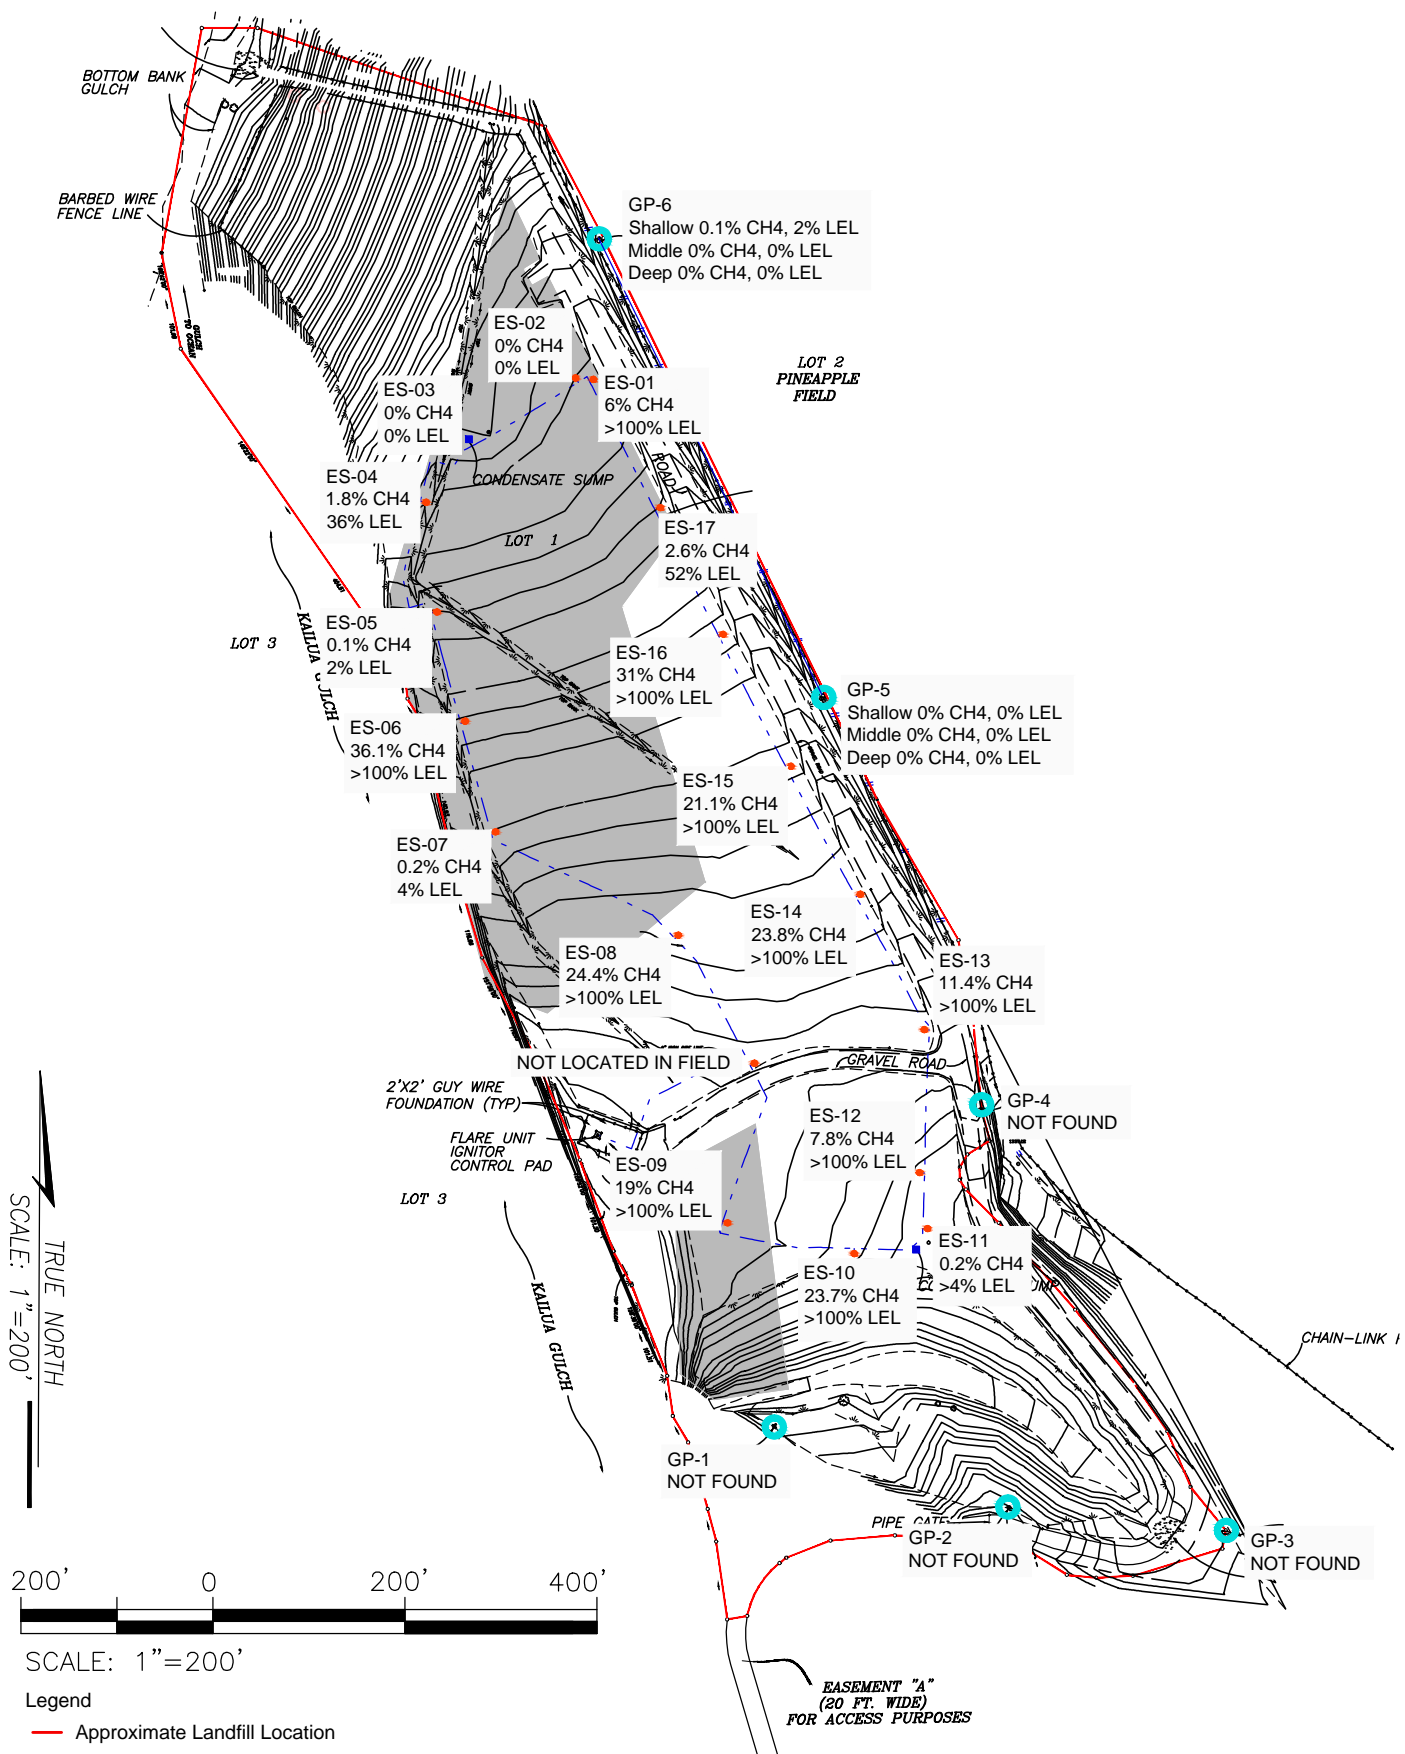 BOTTOM BANK
GULCH
BARBED WIRE
FENCE LINE
GP-6
Shallow 0.1% CH4, 2% LEL
Middle 0% CH4, 0% LEL
Deep 0% CH4, 0% LEL
GULCH
TO OCEAN
ES-02
0% CH4
0% LEL
LOT 2
PINEAPPLE
FIELD
ES-03
0% CH4
0% LEL
ES-01
6% CH4
>100% LEL
ROAD
CONDENSATE SUMP
ES-04
1.8% CH4
36% LEL
LOT 1
ES-17
2.6% CH4
52% LEL
KAILUA GULCH
LOT 3
ES-05
0.1% CH4
2% LEL
ES-16
31% CH4
>100% LEL
GP-5
Shallow 0% CH4, 0% LEL
Middle 0% CH4, 0% LEL
Deep 0% CH4, 0% LEL
ES-06
36.1% CH4
>100% LEL
ES-15
21.1% CH4
>100% LEL
ES-07
0.2% CH4
4% LEL
ES-14
23.8% CH4
>100% LEL
ES-08
24.4% CH4
>100% LEL
ES-13
11.4% CH4
>100% LEL
NOT LOCATED IN FIELD
GRAVEL ROAD
2'X2' GUY WIRE
FOUNDATION (TYP)
GP-4
NOT FOUND
ES-12
7.8% CH4
>100% LEL
FLARE UNIT
IGNITOR
CONTROL PAD
ES-09
19% CH4
>100% LEL
LOT 3
ES-11
0.2% CH4
>4% LEL
ES-10
23.7% CH4
>100% LEL
KAILUA GULCH
CHAIN-LINK
TRUE NORTH
SCALE: 1"=200'
GP-1
NOT FOUND
PIPE GATE
GP-2
NOT FOUND
GP-3
NOT FOUND
200' 0 200' 400'
SCALE: 1"=200'
Legend
Approximate Landfill Location
EASEMENT "A"
(20 FT. WIDE)
FOR ACCESS PURPOSES